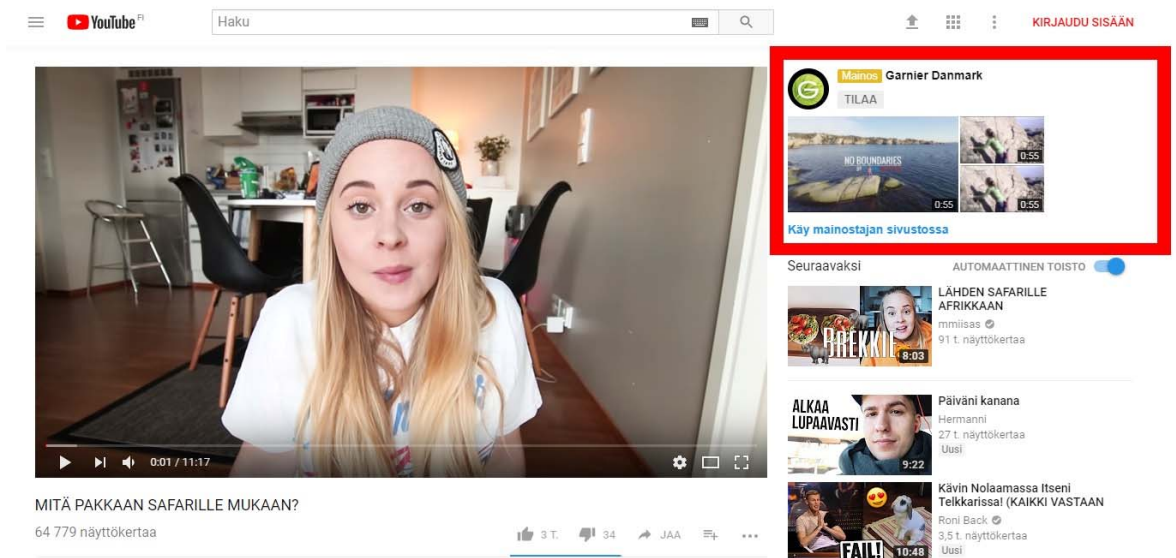 YouTube FI
Haku
KIRJAUDU SISÄÄN
Mainos Garnier Danmark
TILAA
NO BOUNDARIES
0:55
0:55
0:55
Käy mainostajan sivustossa
Seuraavaksi
AUTOMAATTINEN TOISTO
BREKKIE
8:03
LÄHDEN SAFARILLE
AFRIKKAAN
mmiisas
91 t. näyttökertaa
ALKAA
LUPAAVASTI
9:22
Päiväni kanana
Hermanni
27 t. näyttökertaa
Uusi
FAIL!
10:48
Kävin Nolaamassa Itseni
Telkkarissa! (KAIKKI VASTAAN
Roni Back
3,5 t. näyttökertaa
Uusi
0:01 / 11:17
MITÄ PAKKAAN SAFARILLE MUKAAN?
64 779 näyttökertaa
3 T.
34
JAA